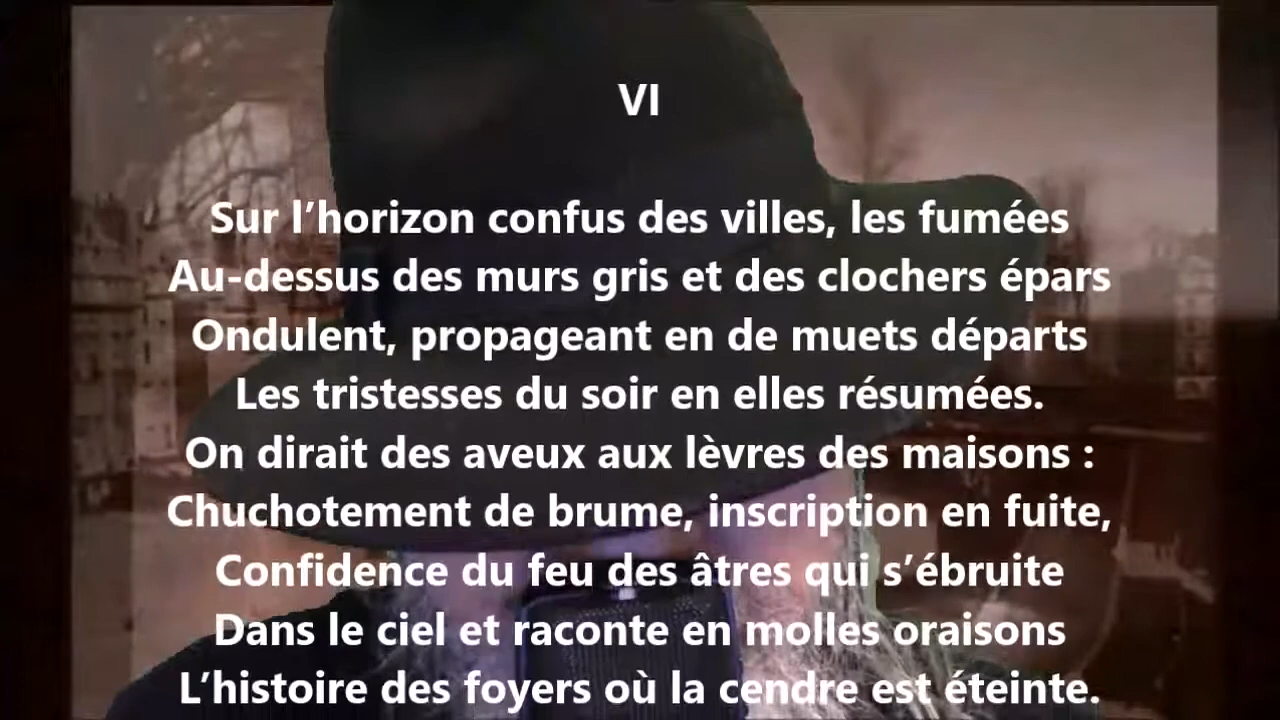 VI
Sur l’horizon confus des villes, les fumées
Au-dessus des murs gris et des clochers épars
Ondulent, propageant en de muets départs
Les tristesses du soir en elles résumées.
On dirait des aveux aux lèvres des maisons :
Chuchotement de brume, inscription en fuite,
Confidence du feu des âtres qui s’ébruite
Dans le ciel et raconte en molles oraisons
L’histoire des foyers où la cendre est éteinte.